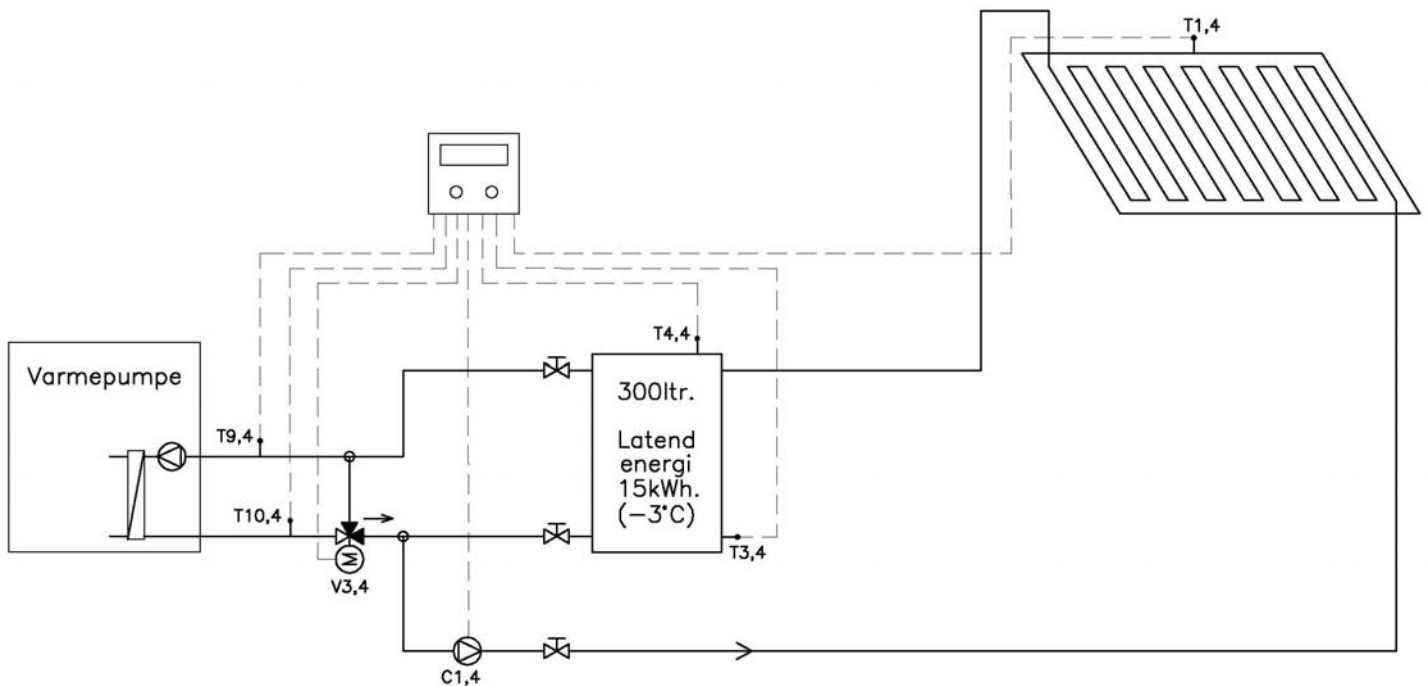 T1,4
T4,4
Varmepumpe
300ltr.
Latend
energi
15kWh.
(-3°C)
T9,4
T10,4
T3,4
M
V3,4
C1,4